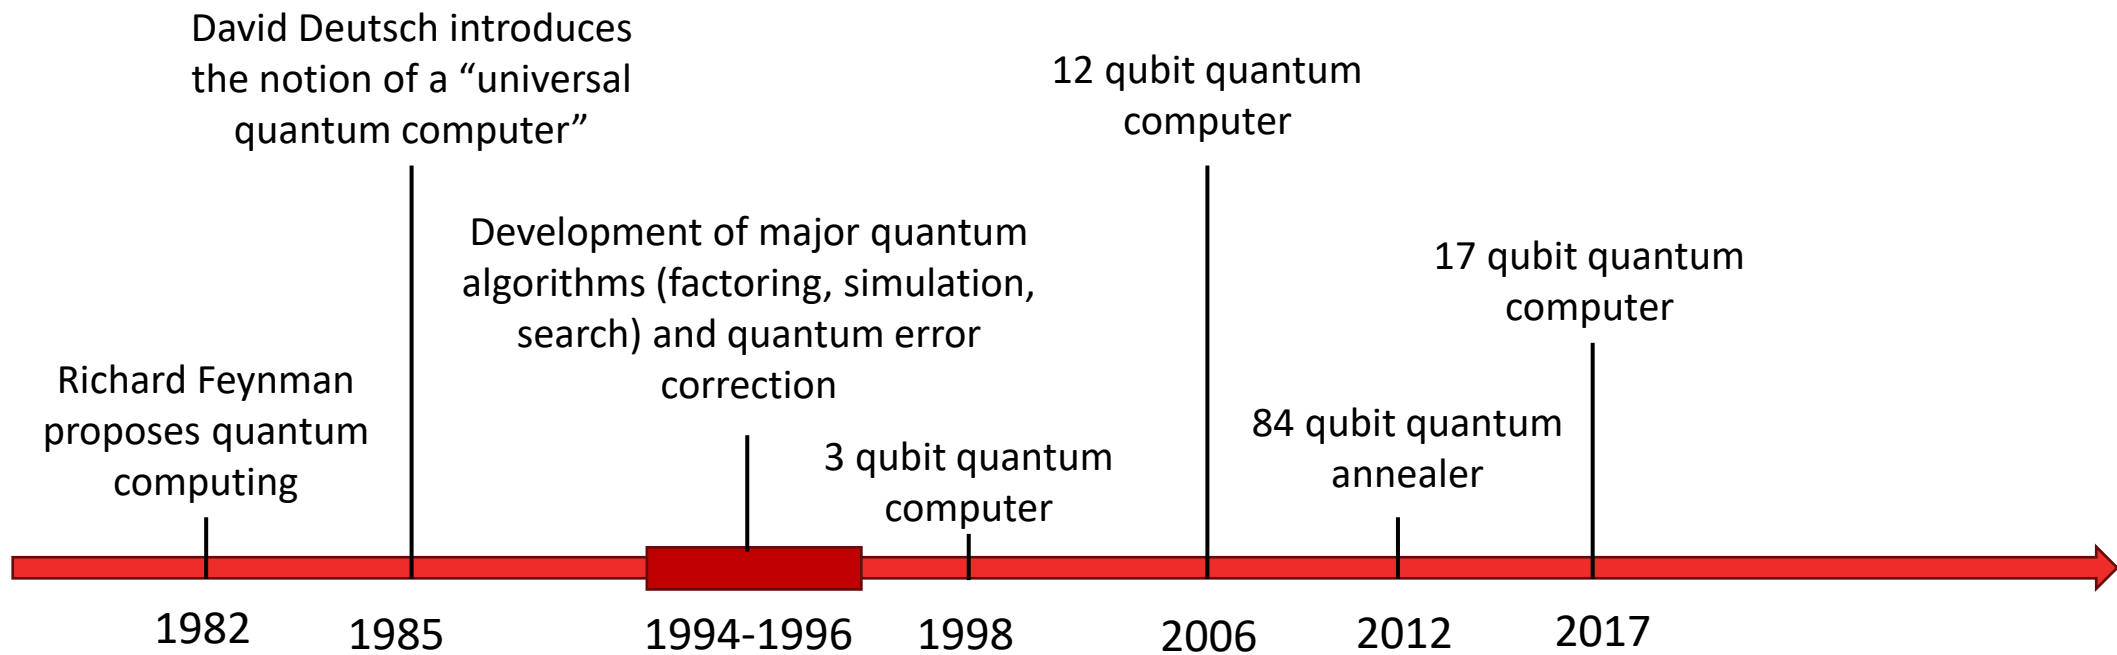 David Deutsch introduces
the notion of a “universal
quantum computer”
12 qubit quantum
computer
Development of major quantum
algorithms (factoring, simulation,
search) and quantum error
correction
17 qubit quantum
computer
Richard Feynman
proposes quantum
computing
3 qubit quantum
computer
84 qubit quantum
annealer
1982
1985
1994-1996
1998
2006
2012
2017